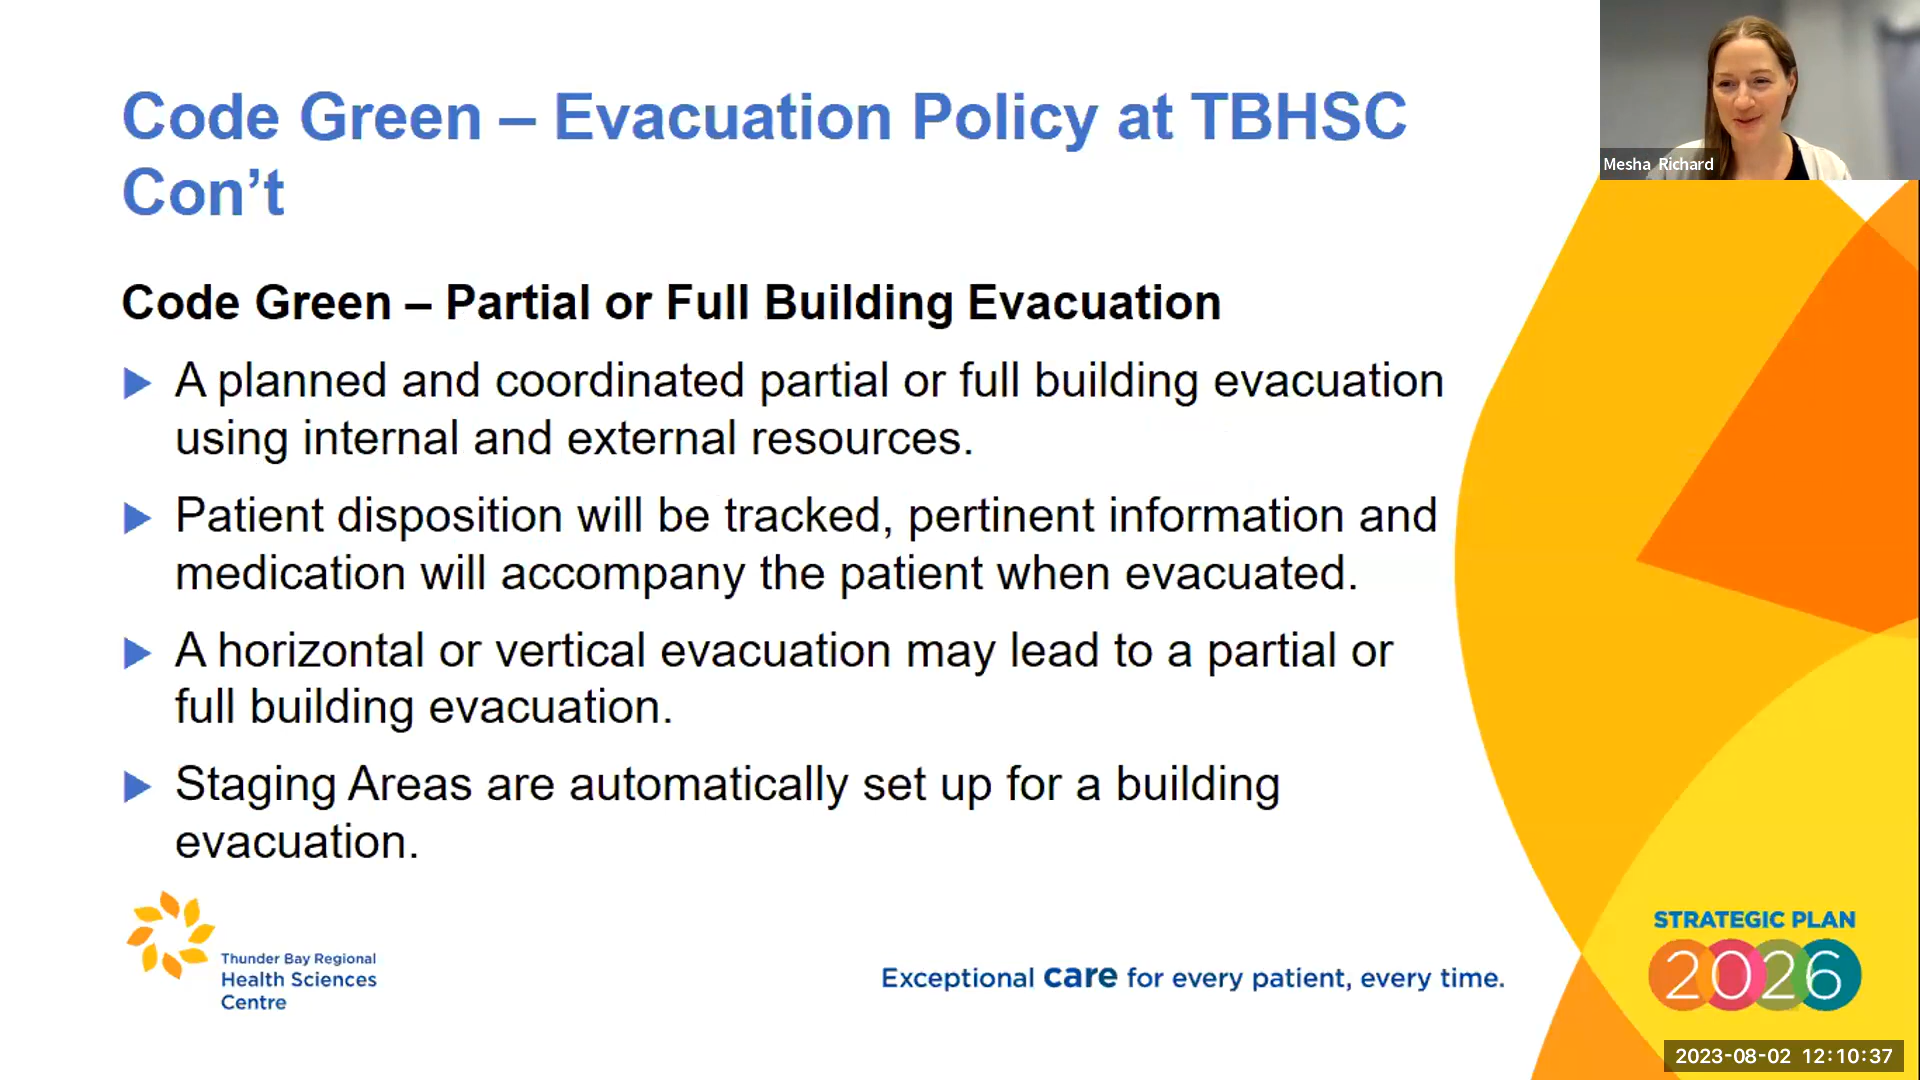 Code Green – Evacuation Policy at TBHSC
Con’t
Mesha Richard
Code Green – Partial or Full Building Evacuation
A planned and coordinated partial or full building evacuation
using internal and external resources.
Patient disposition will be tracked, pertinent information and
medication will accompany the patient when evacuated.
A horizontal or vertical evacuation may lead to a partial or
full building evacuation.
Staging Areas are automatically set up for a building
evacuation.
Thunder Bay Regional
Health Sciences
Centre
Exceptional care for every patient, every time.
STRATEGIC PLAN
2026
2023-08-02 12:10:37